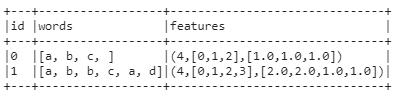 +---+------------------+-------------------------------+
|id |words             |features                       |
+---+------------------+-------------------------------+
|0  |[a, b, c, ]       |(4,[0,1,2],[1.0,1.0,1.0])      |
|1  |[a, b, b, c, a, d]|(4,[0,1,2,3],[2.0,2.0,1.0,1.0])|
+---+------------------+-------------------------------+